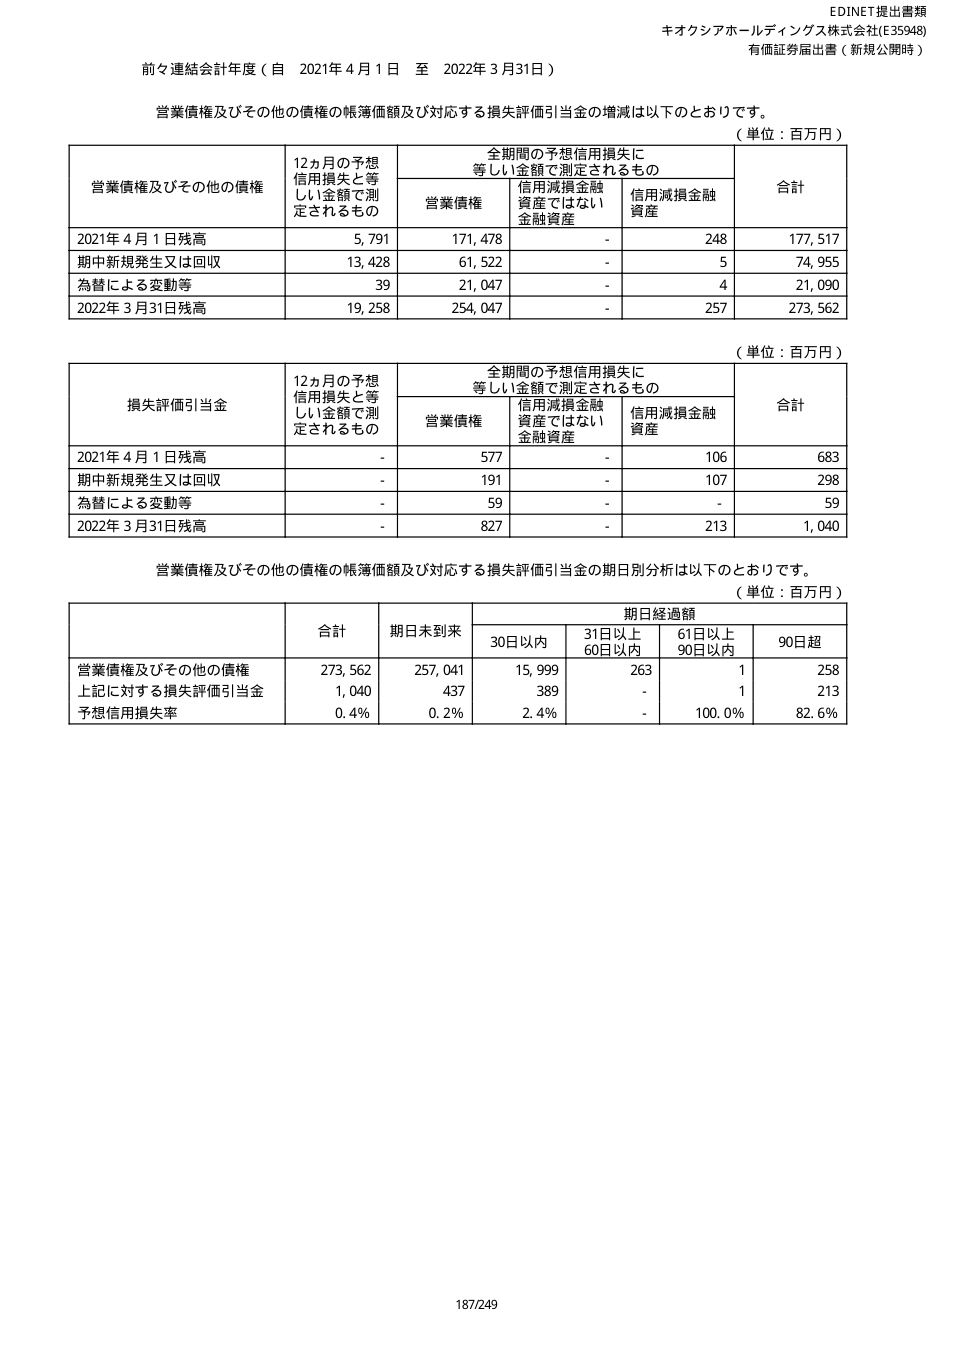 EDINET提出書類
キオクシアホールディングス株式会社(E35948)
有価証券届出書(新規公開時)
前々連結会計年度(自　2021年4月1日　至　2022年3月31日)
営業債権及びその他の債権の帳簿価額及び対応する損失評価引当金の増減は以下のとおりです。
(単位:百万円)
営業債権及びその他の債権 12ヵ月の予想信用損失と等しい金額で測定されるもの 全期間の予想信用損失に等しい金額で測定されるもの 合計
営業債権 信用減損金融資産ではない金融資産 信用減損金融資産
2021年4月1日残高 5,791 171,478 - 248 177,517
期中新規発生又は回収 13,428 61,522 - 5 74,955
為替による変動等 39 21,047 - 4 21,090
2022年3月31日残高 19,258 254,047 - 257 273,562
(単位:百万円)
損失評価引当金 12ヵ月の予想信用損失と等しい金額で測定されるもの 全期間の予想信用損失に等しい金額で測定されるもの 合計
営業債権 信用減損金融資産ではない金融資産 信用減損金融資産
2021年4月1日残高 - 577 - 106 683
期中新規発生又は回収 - 191 - 107 298
為替による変動等 - 59 - - 59
2022年3月31日残高 - 827 - 213 1,040
営業債権及びその他の債権の帳簿価額及び対応する損失評価引当金の期日別分析は以下のとおりです。
(単位:百万円)
合計 期日未到来 期日経過額
30日以内 31日以上60日以内 61日以上90日以内 90日超
営業債権及びその他の債権 273,562 257,041 15,999 263 1 258
上記に対する損失評価引当金 1,040 437 389 - 1 213
予想信用損失率 0.4% 0.2% 2.4% - 100.0% 82.6%
187/249